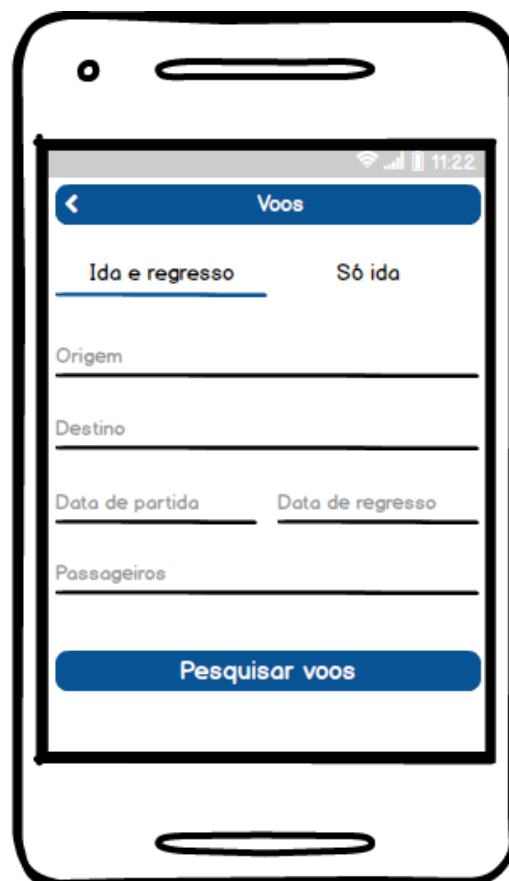 11:22
Voos
Ida e regresso Só ida
Origem
Destino
Data de partida Data de regresso
Passageiros
Pesquisar voos